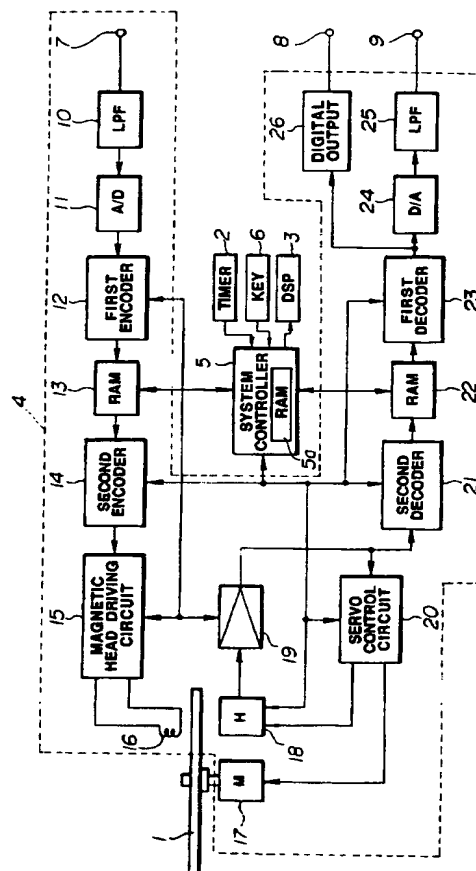 4
7
10
LPF
11
A/D
12
FIRST
ENCODER
13
RAM
14
SECOND
ENCODER
15
MAGNETIC
HEAD DRIVING
CIRCUIT
16
1
2
TIMER
6
KEY
3
DSP
5
SYSTEM
CONTROLLER
RAM
5a
8
26
DIGITAL
OUTPUT
9
25
LPF
24
D/A
23
FIRST
DECODER
22
RAM
21
SECOND
DECODER
19
H
18
20
SERVO
CONTROL
CIRCUIT
M
17